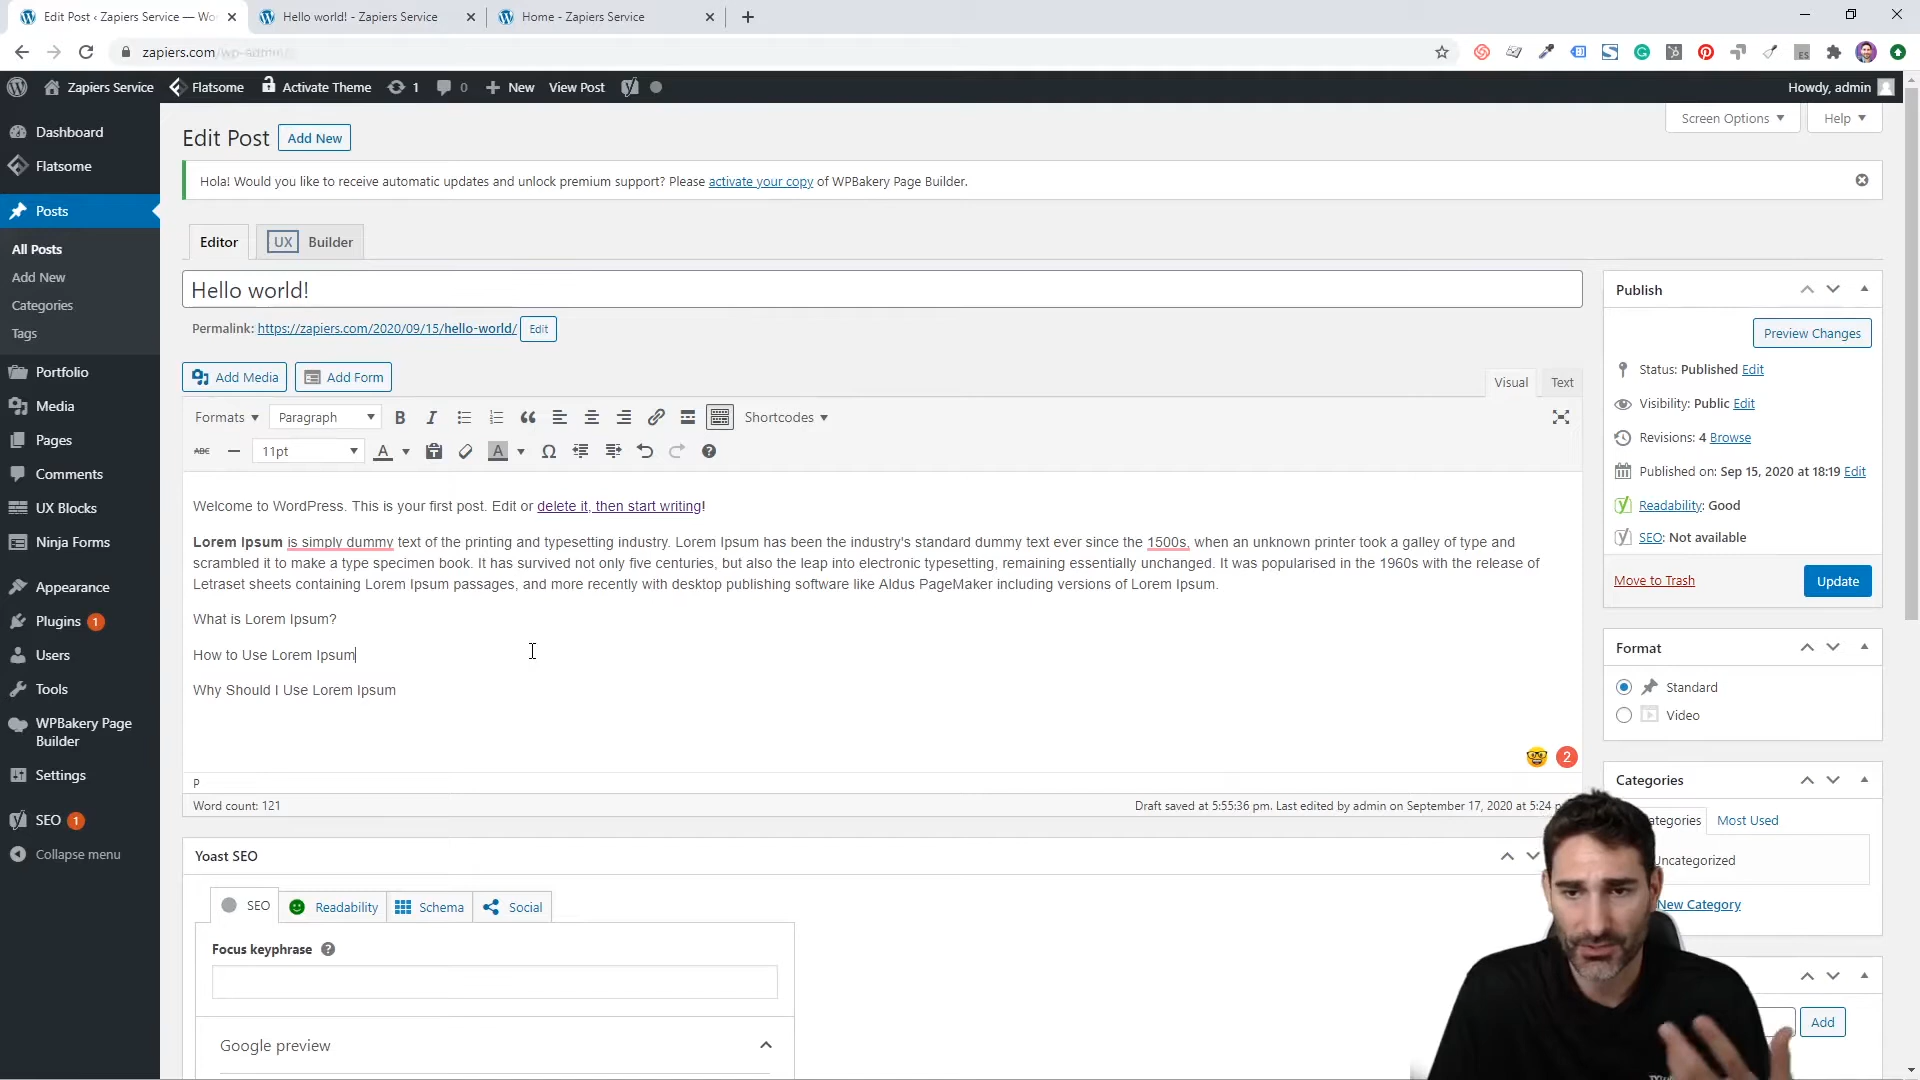 Edit Post ‹ Zapiers Service — Wor
Hello world! - Zapiers Service
Home - Zapiers Service
zapiers.com/wp-admin/
Zapiers Service
Flatsome
Activate Theme
1
0
New
View Post
Howdy, admin
Dashboard
Flatsome
Posts
All Posts
Add New
Categories
Tags
Portfolio
Media
Pages
Comments
UX Blocks
Ninja Forms
Appearance
Plugins 1
Users
Tools
WPBakery Page
Builder
Settings
SEO 1
Collapse menu
Edit Post
Add New
Screen Options
Help
Hola! Would you like to receive automatic updates and unlock premium support? Please activate your copy of WPBakery Page Builder.
Editor
UX Builder
Hello world!
Permalink: https://zapiers.com/2020/09/15/hello-world/ Edit
Add Media
Add Form
Visual
Text
Formats
Paragraph
B
I
Shortcodes
ABC
11pt
A
A
Ω
Welcome to WordPress. This is your first post. Edit or delete it, then start writing!
Lorem Ipsum is simply dummy text of the printing and typesetting industry. Lorem Ipsum has been the industry's standard dummy text ever since the 1500s, when an unknown printer took a galley of type and
scrambled it to make a type specimen book. It has survived not only five centuries, but also the leap into electronic typesetting, remaining essentially unchanged. It was popularised in the 1960s with the release of
Letraset sheets containing Lorem Ipsum passages, and more recently with desktop publishing software like Aldus PageMaker including versions of Lorem Ipsum.
What is Lorem Ipsum?
How to Use Lorem Ipsum
Why Should I Use Lorem Ipsum
2
P
Word count: 121
Draft saved at 5:55:36 pm. Last edited by admin on September 17, 2020 at 5:24 p
Yoast SEO
SEO
Readability
Schema
Social
Focus keyphrase
Google preview
Publish
Preview Changes
Status: Published Edit
Visibility: Public Edit
Revisions: 4 Browse
Published on: Sep 15, 2020 at 18:19 Edit
Readability: Good
SEO: Not available
Move to Trash
Update
Format
Standard
Video
Categories
ategories
Most Used
Uncategorized
New Category
Add